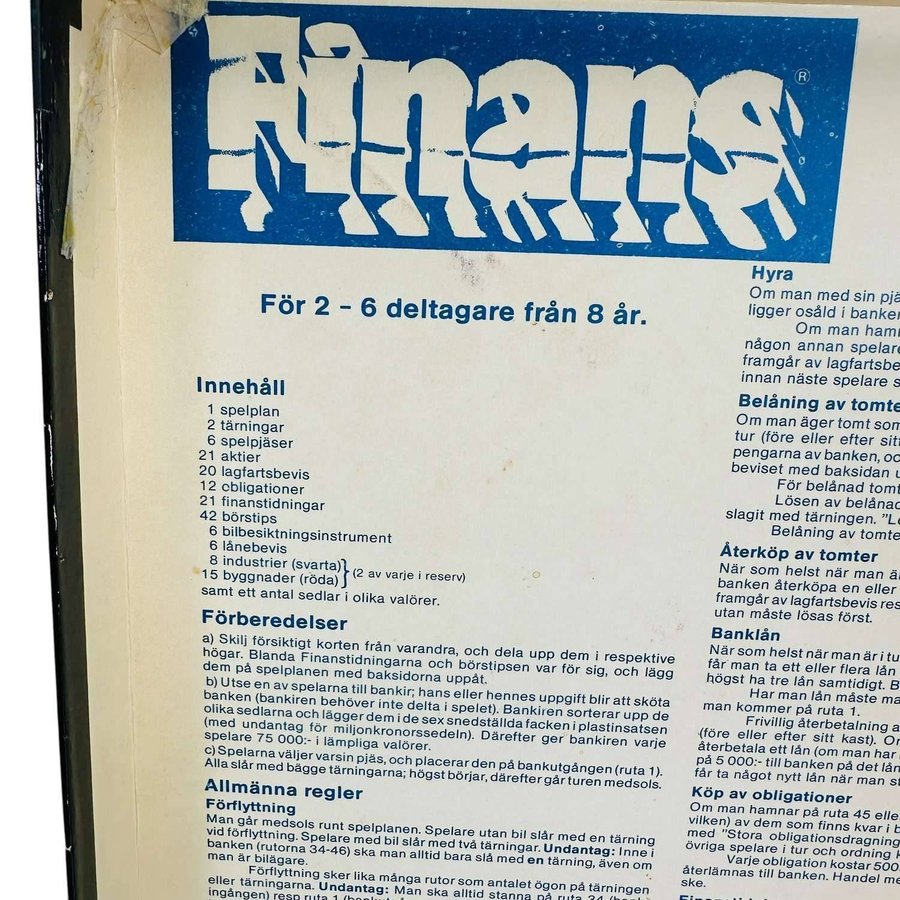 Finans ®
För 2 – 6 deltagare från 8 år.
Innehåll
1 spelplan
2 tärningar
6 spelpjäser
21 aktier
20 lagfartsbevis
12 obligationer
21 finanstidningar
42 börstips
6 bilbesiktningsinstrument
6 lånebevis
8 industrier (svarta)
15 byggnader (röda)
} (2 av varje i reserv)
samt ett antal sedlar i olika valörer.
Förberedelser
a) Skilj försiktigt korten från varandra, och dela upp dem i respektive
högar. Blanda Finanstidningarna och börstipsen var för sig, och lägg
dem på spelplanen med baksidorna uppåt.
b) Utse en av spelarna till bankir; hans eller hennes uppgift blir att sköta
banken (bankiren behöver inte delta i spelet). Bankiren sorterar upp de
olika sedlarna och lägger dem i de sex snedställda facken i plastinsatsen
(med undantag för miljonkronorssedeln). Därefter ger bankiren varje
spelare 75 000:- i lämpliga valörer.
c) Spelarna väljer varsin pjäs, och placerar den på bankutgången (ruta 1).
Alla slår med bägge tärningarna; högst börjar, därefter går turen medsols.
Allmänna regler
Förflyttning
Man går medsols runt spelplanen. Spelare utan bil slår med en tärning
vid förflyttning. Spelare med bil slår med två tärningar. Undantag: Inne i
banken (rutorna 34-46) ska man alltid bara slå med en tärning, även om
man är bilägare.
Förflyttning sker lika många rutor som antalet ögon på tärningen
eller tärningarna. Undantag: Man ska alltid stanna på ruta 34
ingången) resp ruta 1
Hyra
Om man med sin
ligger osåld i banken
Om man
någon annan spelare
framgår av
innan näste spelare
Belåning av
Om man äger tomt som
tur (före eller efter
pengarna av banken,
beviset med baksidan
För belånad
Lösen av belånad
slagit med tärningen.
Belåning av
Återköp av tomter
När som helst när man är
banken återköpa en eller
framgår av lagfartsbevis
utan måste lösas först.
Banklån
När som helst när man är i tur
får man ta ett eller flera lån
högst ha tre lån samtidigt.
Har man lån måste
man kommer på ruta 1.
Frivillig återbetalning
(före eller efter sitt kast).
återbetala ett lån (om man har
på 5 000:- till banken på det
får ta något nytt lån när man
Köp av obligationer
Om man hamnar på ruta 45
vilken) av dem som finns kvar i
med "Stora obligationsdragning
övriga spelare i tur och ordning
Varje obligation kostar
återlämnas till banken. Handel
ske.